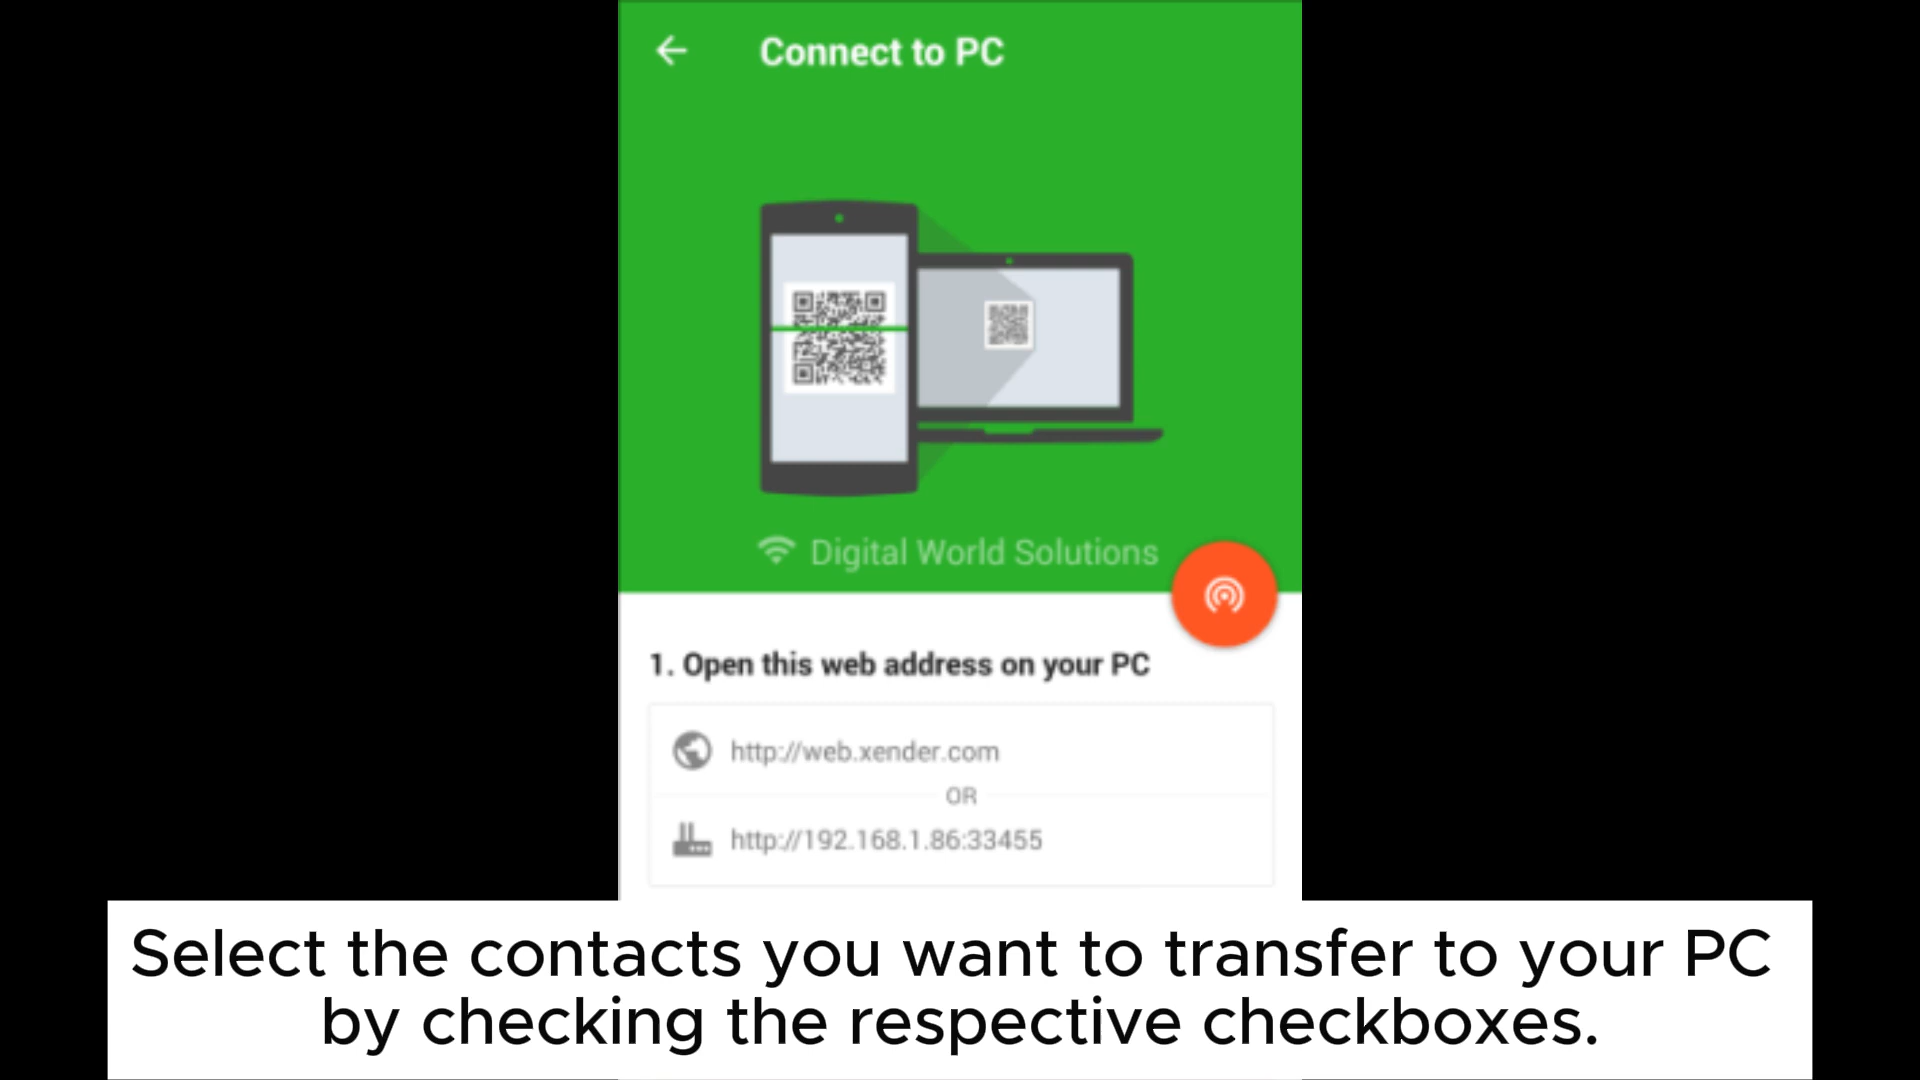 Connect to PC
Digital World Solutions
1. Open this web address on your PC
http://web.xender.com
OR
http://192.168.1.86:33455
Select the contacts you want to transfer to your PC
by checking the respective checkboxes.